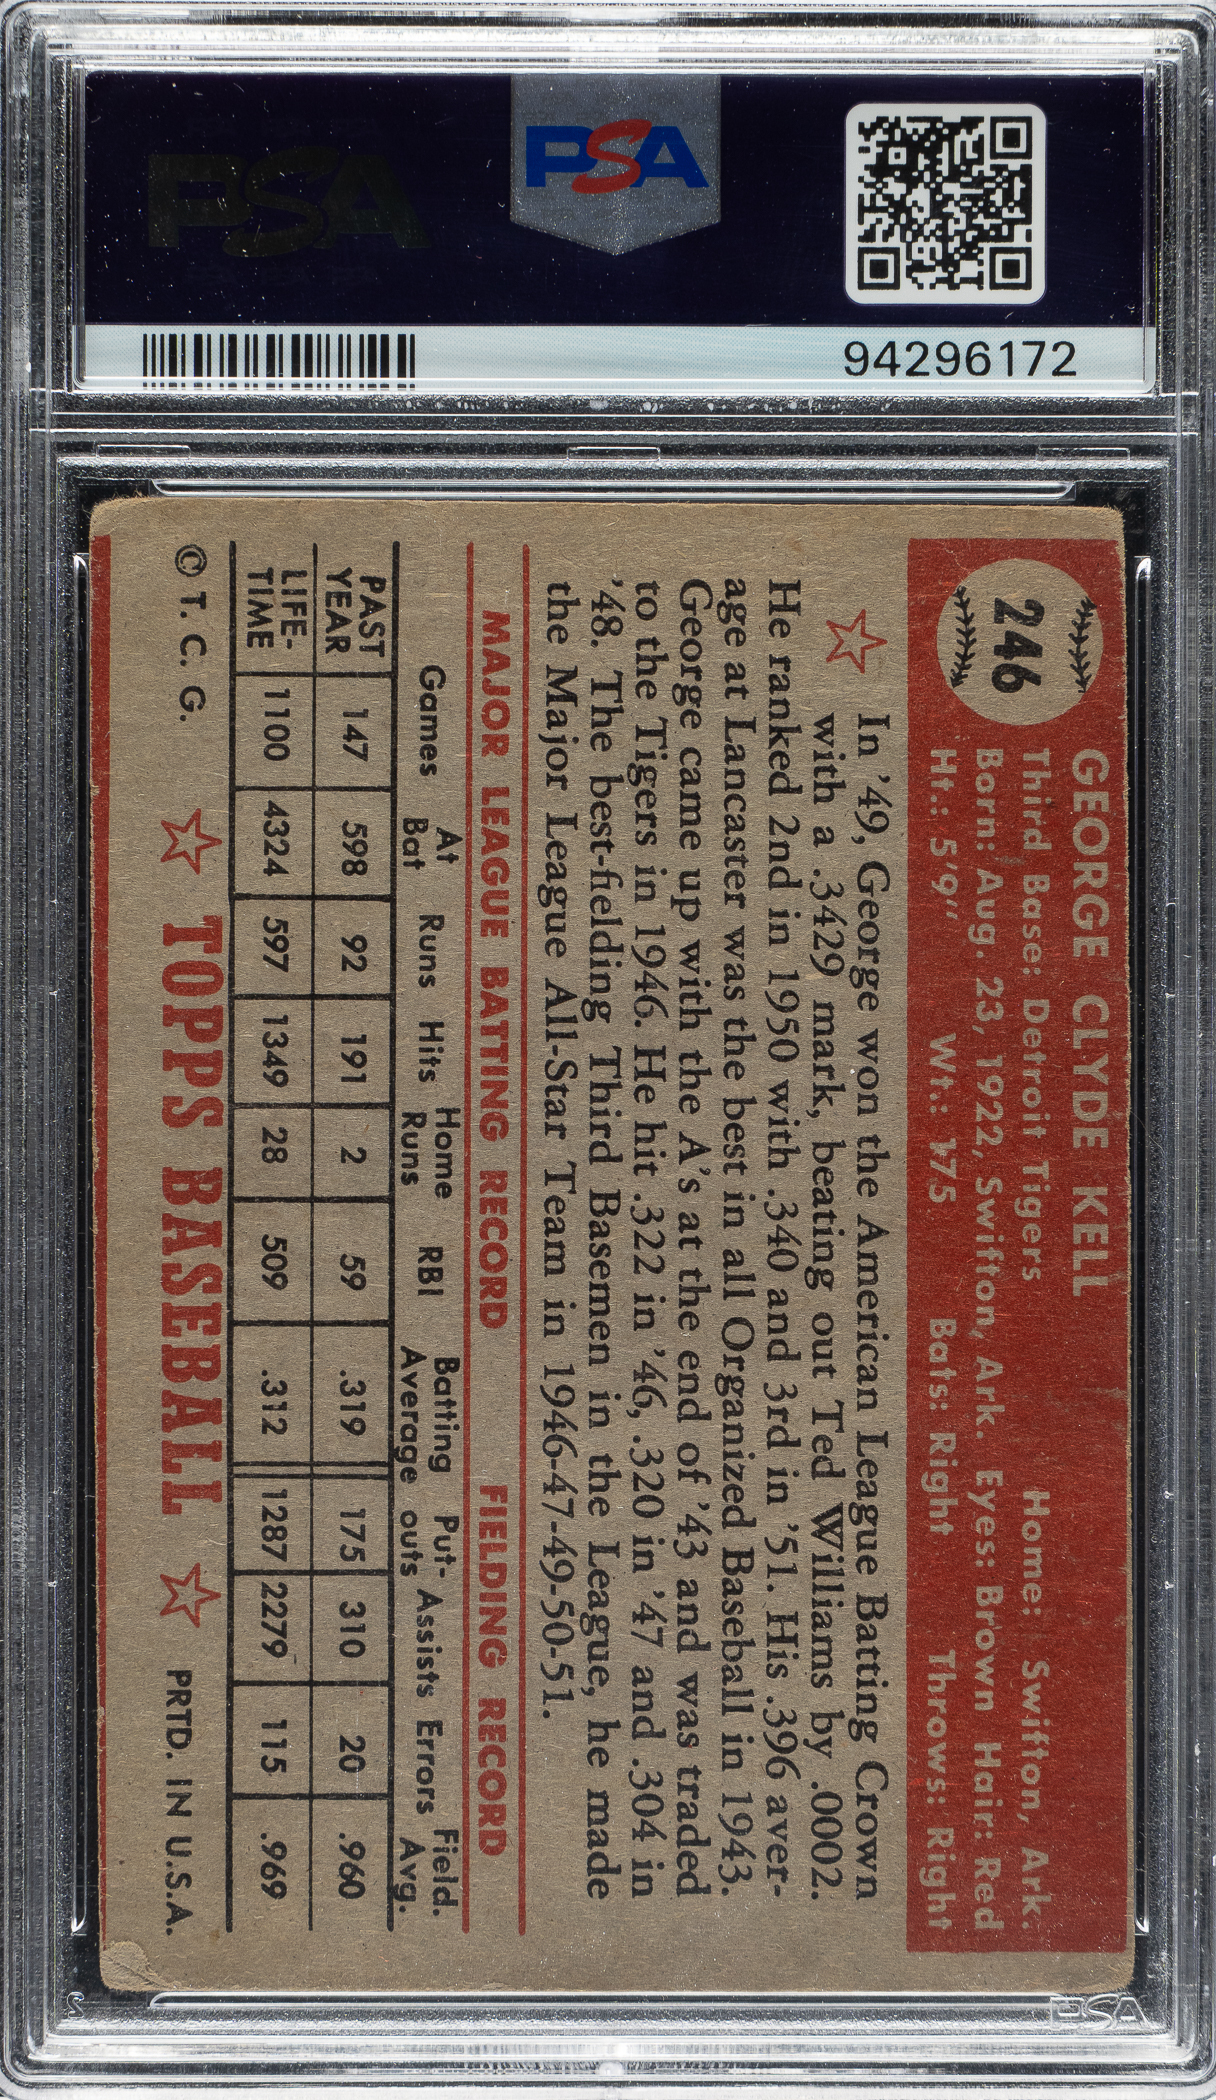 PSA
PSA
94296172
246
GEORGE CLYDE KELL
Third Base: Detroit Tigers Home: Swifton, Ark.
Born: Aug. 23, 1922, Swifton, Ark. Eyes: Brown Hair: Red
Ht.: 5'9" Wt.: 175 Bats: Right Throws: Right
In '49, George won the American League Batting Crown
with a .3429 mark, beating out Ted Williams by .0002.
He ranked 2nd in 1950 with .340 and 3rd in '51. His .396 aver-
age at Lancaster was the best in all Organized Baseball in 1943.
George came up with the A's at the end of '43 and was traded
to the Tigers in 1946. He hit .322 in '46, .320 in '47 and .304 in
'48. The best-fielding Third Basemen in the League, he made
the Major League All-Star Team in 1946-47-49-50-51.
MAJOR LEAGUE BATTING RECORD FIELDING RECORD
Games At Bat Runs Hits Home Runs RBI Batting Average Put-outs Assists Errors Field. Avg.
PAST YEAR 147 598 92 191 2 59 .319 175 310 20 .960
LIFE-TIME 1100 4324 597 1349 28 509 .312 1287 2279 115 .969
© T. C. G. TOPPS BASEBALL PRTD. IN U.S.A.
PSA